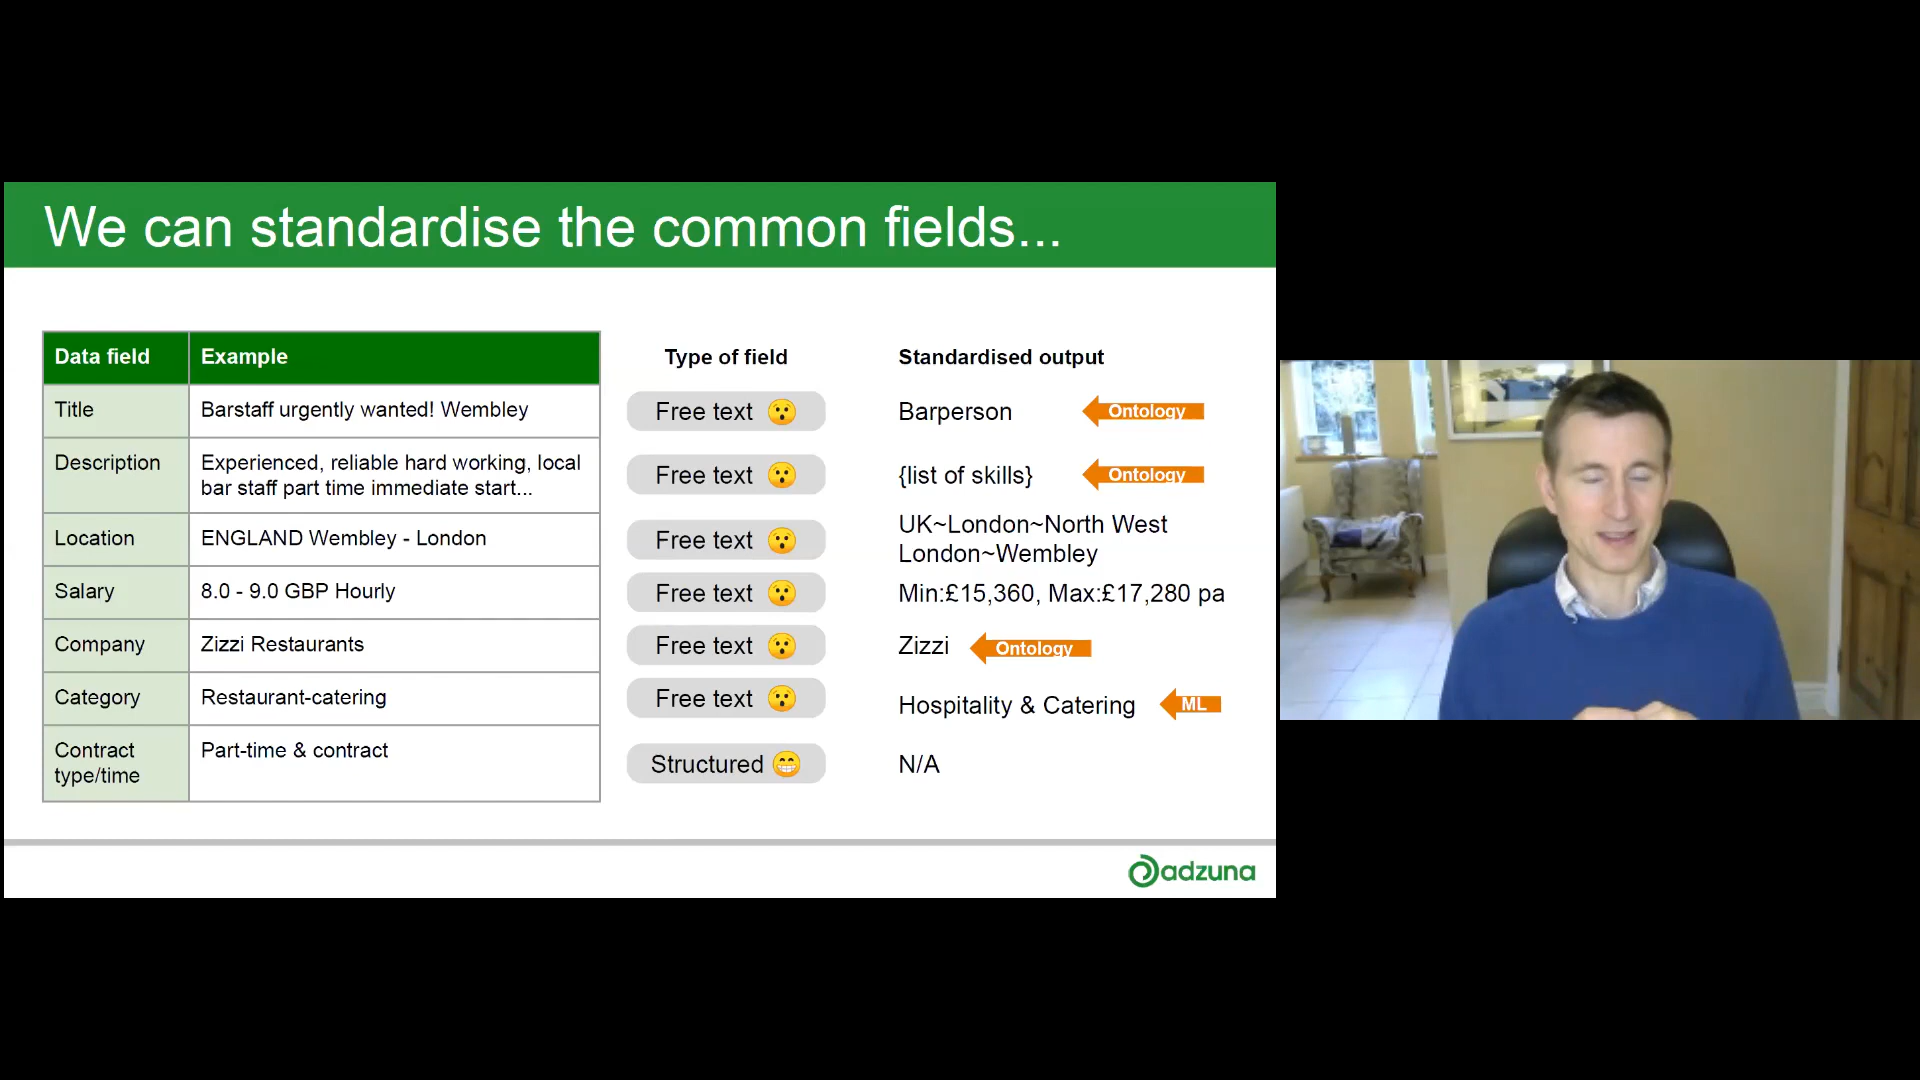 We can standardise the common fields...
Data field Example Type of field Standardised output
Title Barstaff urgently wanted! Wembley Free text Barperson Ontology
Description Experienced, reliable hard working, local
bar staff part time immediate start... Free text {list of skills} Ontology
Location ENGLAND Wembley - London Free text UK~London~North West
London~Wembley
Salary 8.0 - 9.0 GBP Hourly Free text Min:£15,360, Max:£17,280 pa
Company Zizzi Restaurants Free text Zizzi Ontology
Category Restaurant-catering Free text Hospitality & Catering ML
Contract
type/time Part-time & contract Structured N/A
adzuna